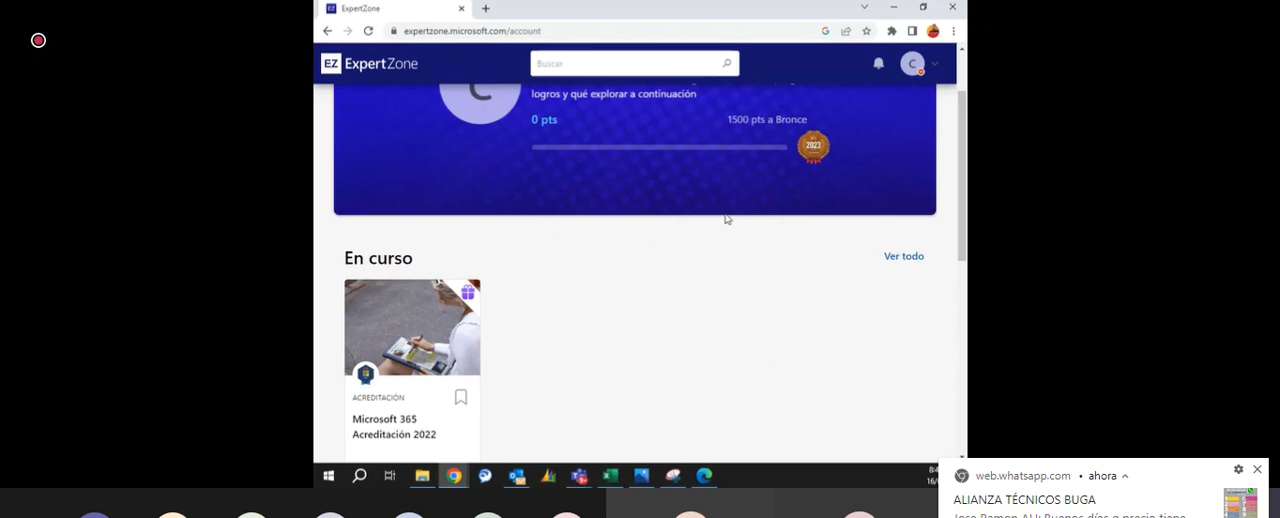 EZ ExpertZone
expertzone.microsoft.com/account
EZ ExpertZone
Buscar
C
logros y qué explorar a continuación
0 pts
1500 pts a Bronce
2023
En curso
Ver todo
ACREDITACIÓN
Microsoft 365
Acreditación 2022
web.whatsapp.com • ahora
ALIANZA TÉCNICOS BUGA